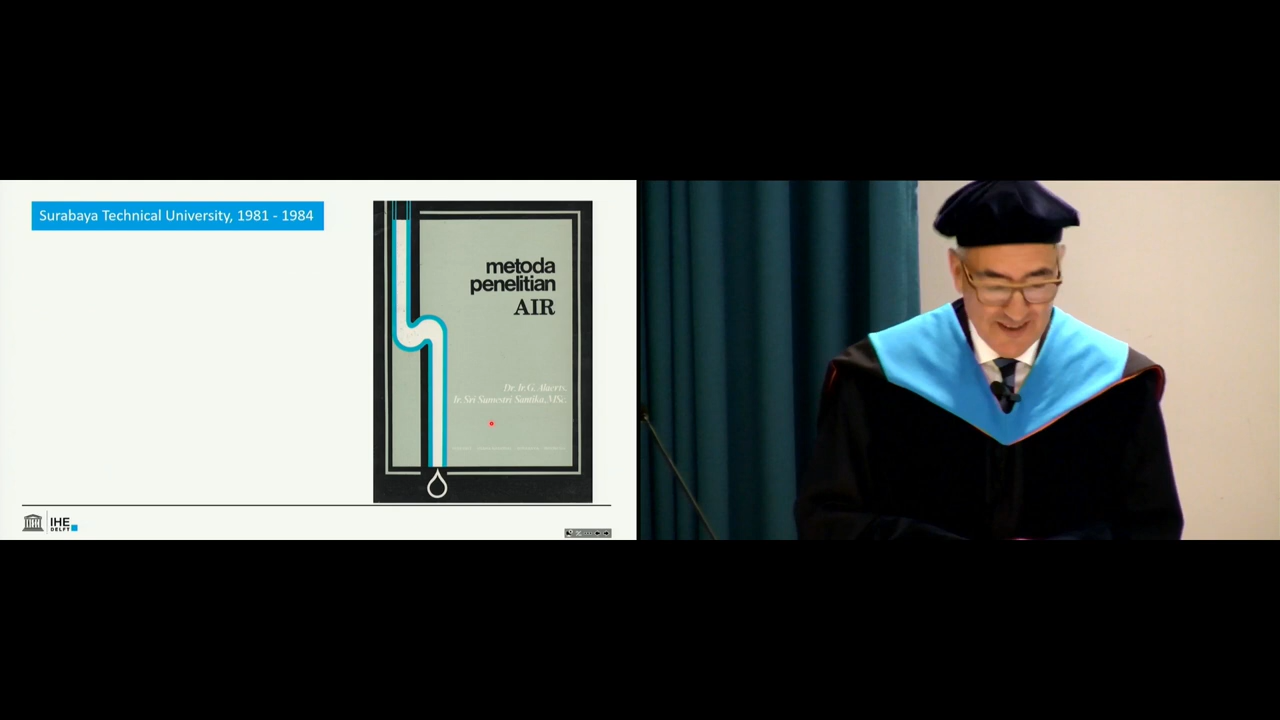 Surabaya Technical University, 1981 - 1984
metoda
penelitian
AIR
Dr. Ir. G. Alaerts.
Ir. Sri Sumestri Santika, MSc.
IHE
DELFT